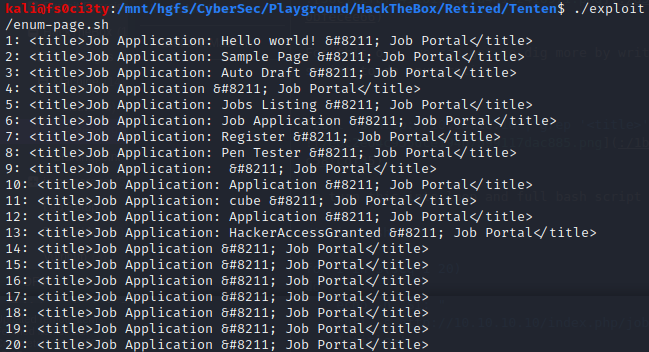 kali@fs0ci3ty:/mnt/hgfs/CyberSec/Playground/HackTheBox/Retired/Tenten$ ./exploit
/enum-page.sh
1: <title>Job Application: Hello world! &#8211; Job Portal</title>
2: <title>Job Application: Sample Page &#8211; Job Portal</title>
3: <title>Job Application: Auto Draft &#8211; Job Portal</title>
4: <title>Job Application &#8211; Job Portal</title>
5: <title>Job Application: Jobs Listing &#8211; Job Portal</title>
6: <title>Job Application: Job Application &#8211; Job Portal</title>
7: <title>Job Application: Register &#8211; Job Portal</title>
8: <title>Job Application: Pen Tester &#8211; Job Portal</title>
9: <title>Job Application:  &#8211; Job Portal</title>
10: <title>Job Application: Application &#8211; Job Portal</title>
11: <title>Job Application: cube &#8211; Job Portal</title>
12: <title>Job Application: Application &#8211; Job Portal</title>
13: <title>Job Application: HackerAccessGranted &#8211; Job Portal</title>
14: <title>Job Application &#8211; Job Portal</title>
15: <title>Job Application &#8211; Job Portal</title>
16: <title>Job Application &#8211; Job Portal</title>
17: <title>Job Application &#8211; Job Portal</title>
18: <title>Job Application &#8211; Job Portal</title>
19: <title>Job Application &#8211; Job Portal</title>
20: <title>Job Application &#8211; Job Portal</title>